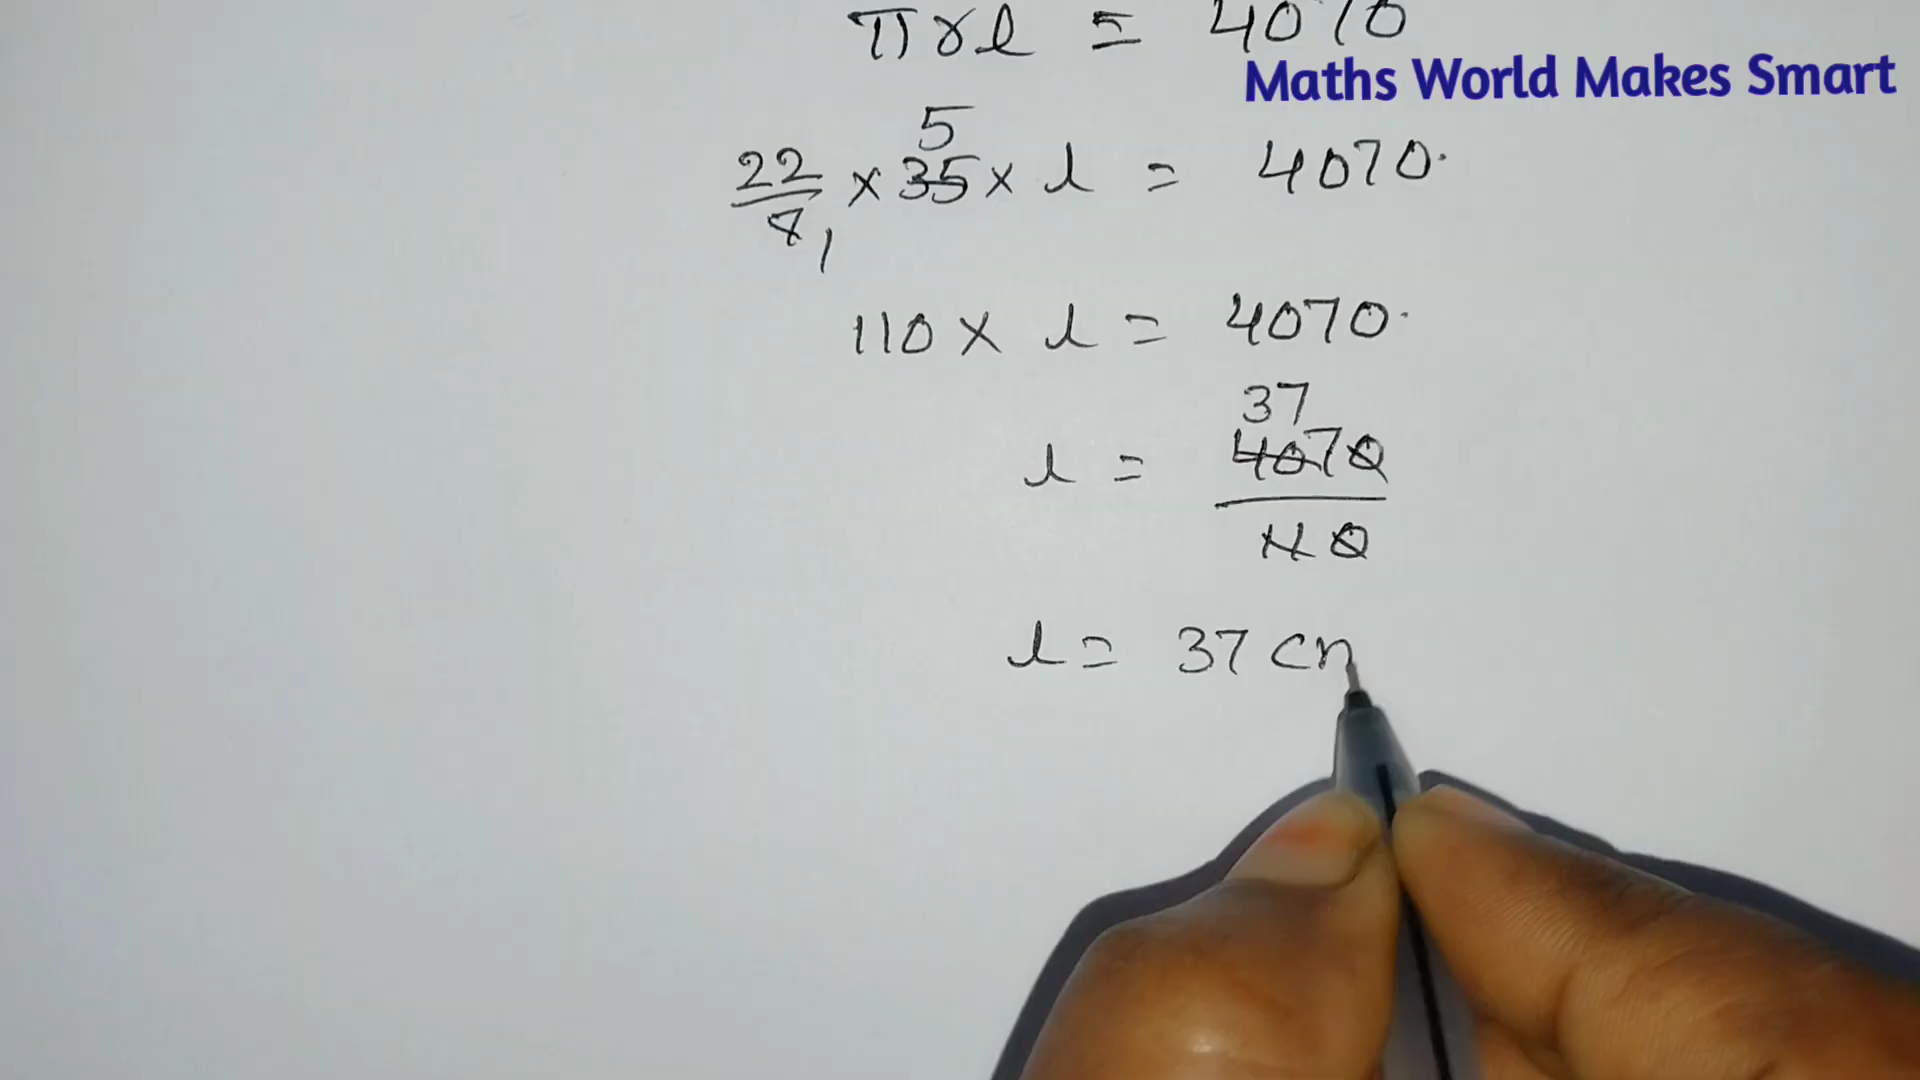 πrl = 4070
Maths World Makes Smart
5
22/7 × 35 × l = 4070.
1
110 × l = 4070.
37
l = 4070/110
l = 37 cm